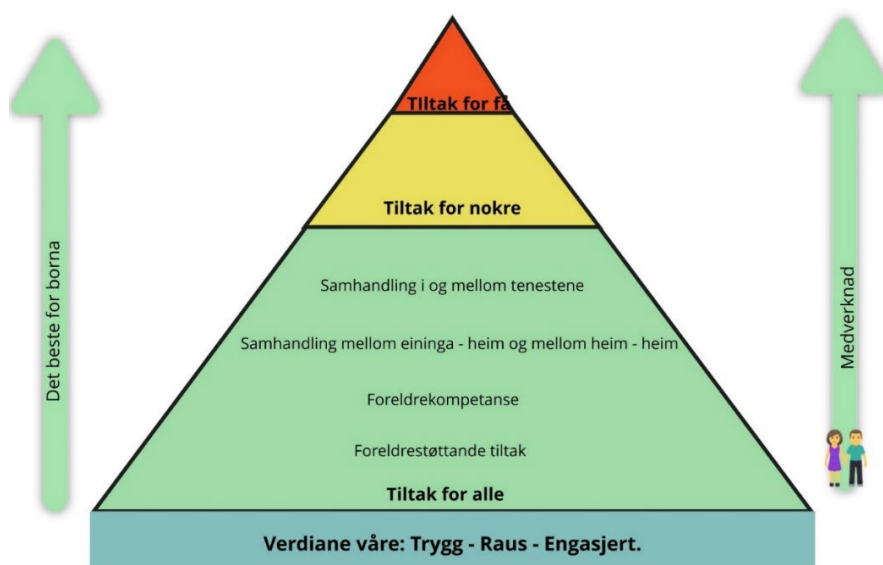 TIltak for få
Tiltak for nokre
Samhandling i og mellom tenestene
Samhandling mellom eininga - heim og mellom heim - heim
Foreldrekompetanse
Foreldrestøttande tiltak
Tiltak for alle
Verdiane våre: Trygg - Raus - Engasjert.
Det beste for borna
Medverknad